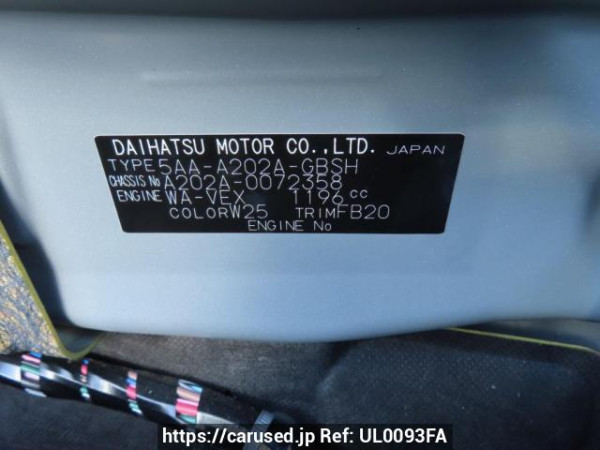 DAIHATSU MOTOR CO.,LTD. JAPAN
TYPE 5AA-A202A-GBSH
CHASSIS No A202A-0072358
ENGINE WA-VEX 1196 cc
COLOR W25 TRIM FB20
ENGINE No
https://carused.jp Ref: UL0093FA